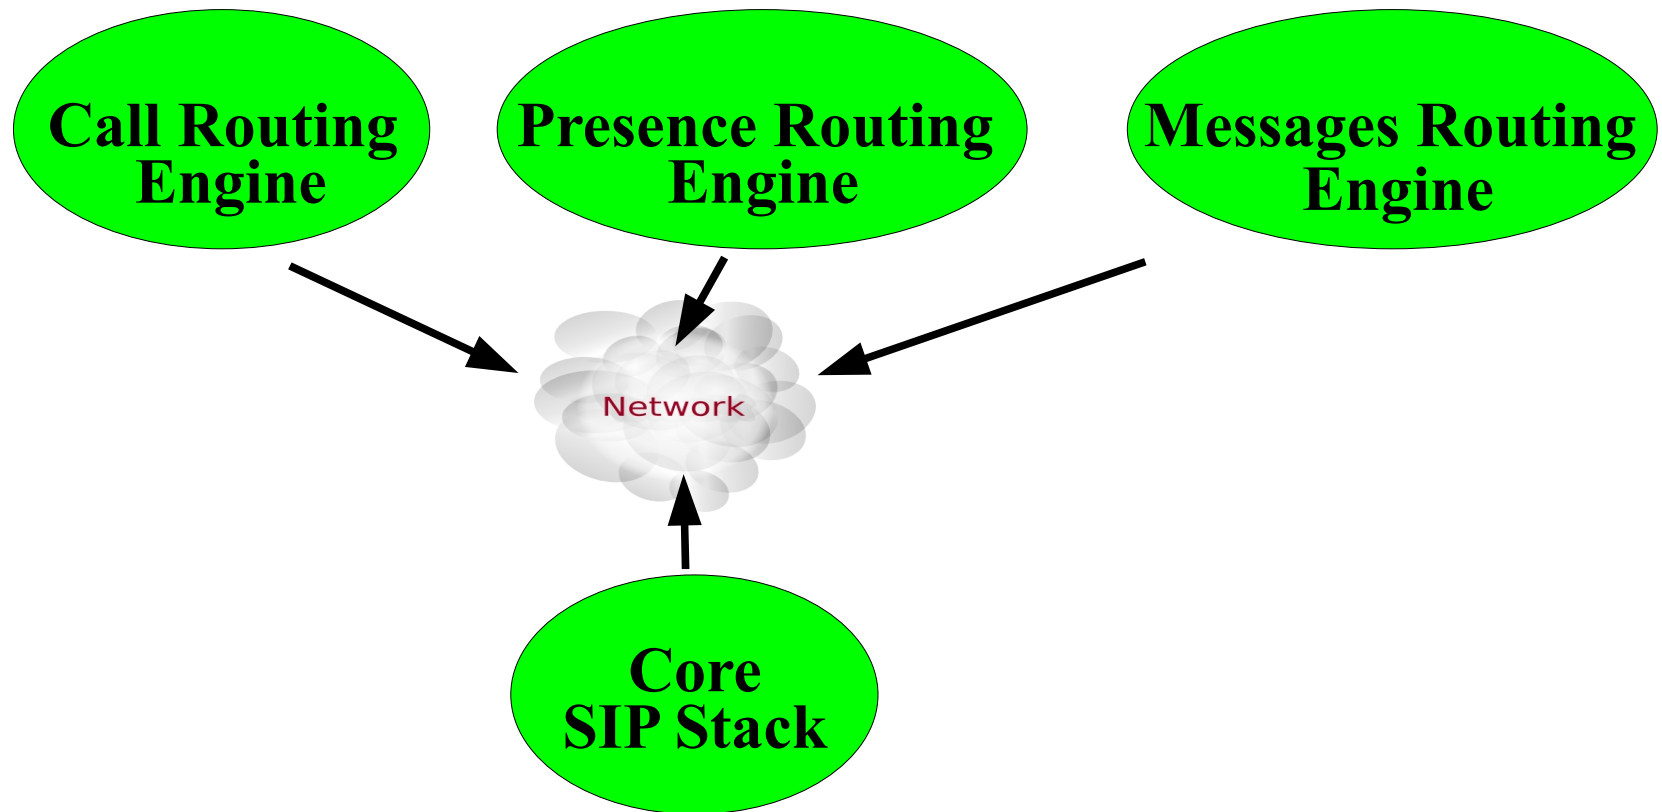 Call Routing
Engine
Presence Routing
Engine
Messages Routing
Engine
Network
Core
SIP Stack